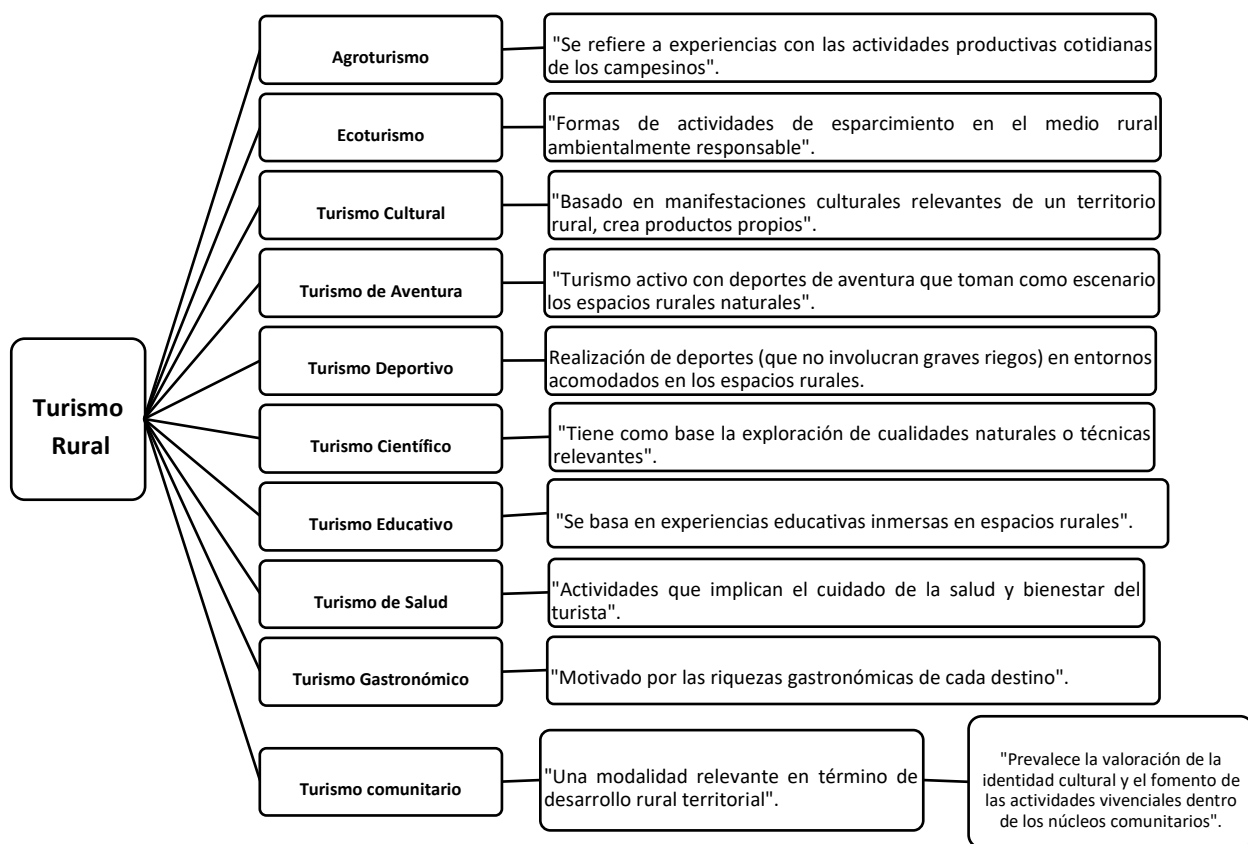 Turismo
Rural
Agroturismo
"Se refiere a experiencias con las actividades productivas cotidianas
de los campesinos".
Ecoturismo
"Formas de actividades de esparcimiento en el medio rural
ambientalmente responsable".
Turismo Cultural
"Basado en manifestaciones culturales relevantes de un territorio
rural, crea productos propios".
Turismo de Aventura
"Turismo activo con deportes de aventura que toman como escenario
los espacios rurales naturales".
Turismo Deportivo
Realización de deportes (que no involucran graves riegos) en entornos
acomodados en los espacios rurales.
Turismo Científico
"Tiene como base la exploración de cualidades naturales o técnicas
relevantes".
Turismo Educativo
"Se basa en experiencias educativas inmersas en espacios rurales".
Turismo de Salud
"Actividades que implican el cuidado de la salud y bienestar del
turista".
Turismo Gastronómico
"Motivado por las riquezas gastronómicas de cada destino".
Turismo comunitario
"Una modalidad relevante en término de
desarrollo rural territorial".
"Prevalece la valoración de la
identidad cultural y el fomento de
las actividades vivenciales dentro
de los núcleos comunitarios".